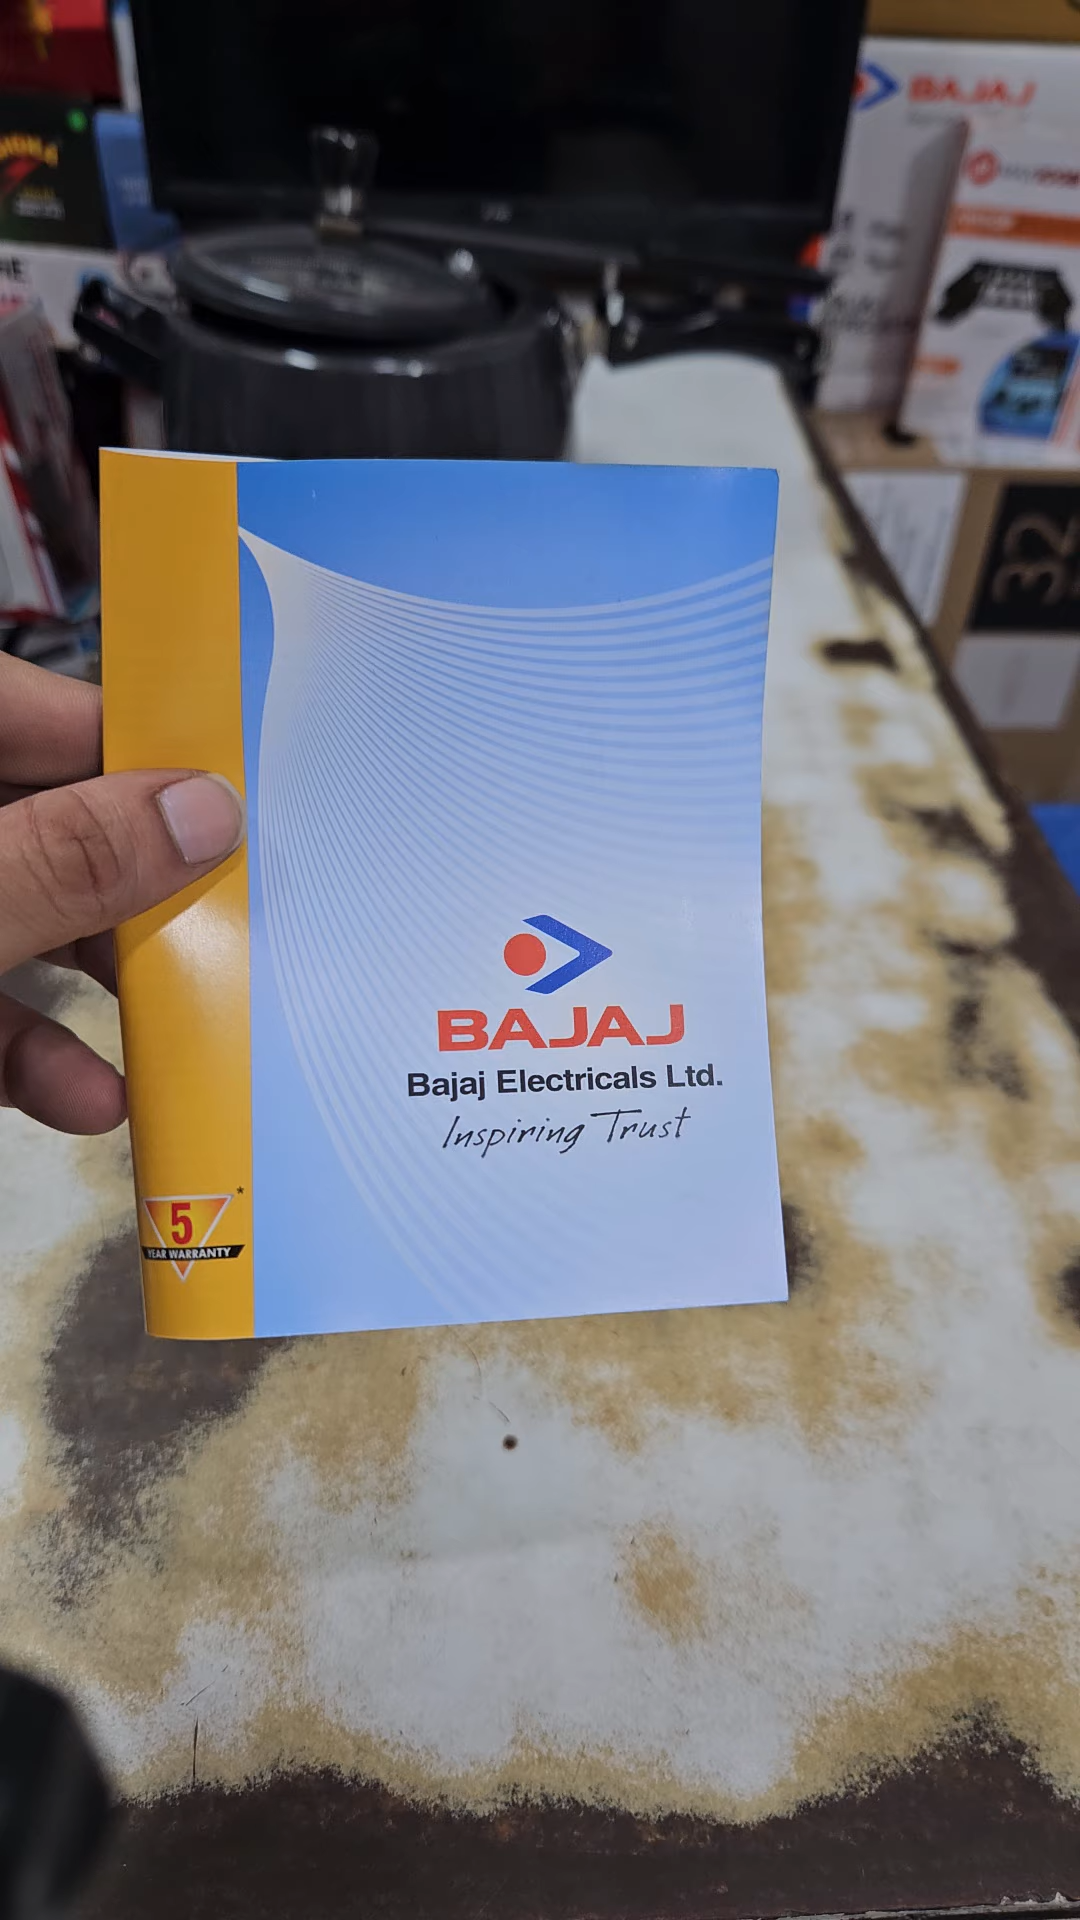 BAJAJ
32
BAJAJ
Bajaj Electricals Ltd.
Inspiring Trust
5
YEAR WARRANTY
*